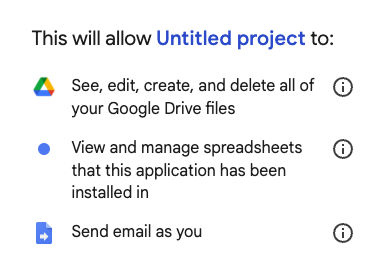 This will allow Untitled project to:
See, edit, create, and delete all of
your Google Drive files
View and manage spreadsheets
that this application has been
installed in
Send email as you